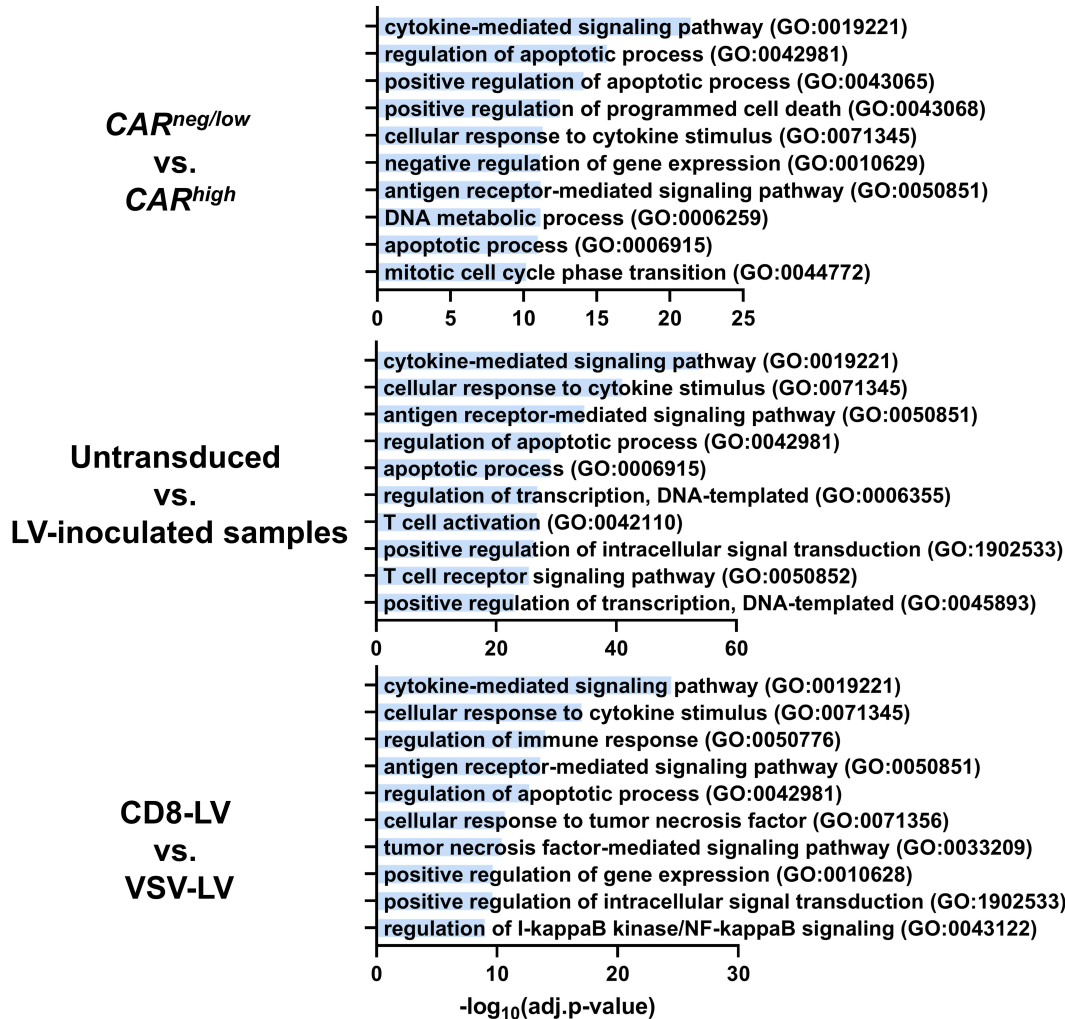 CARneg/low
vs.
CARhigh
cytokine-mediated signaling pathway (GO:0019221)
regulation of apoptotic process (GO:0042981)
positive regulation of apoptotic process (GO:0043065)
positive regulation of programmed cell death (GO:0043068)
cellular response to cytokine stimulus (GO:0071345)
negative regulation of gene expression (GO:0010629)
antigen receptor-mediated signaling pathway (GO:0050851)
DNA metabolic process (GO:0006259)
apoptotic process (GO:0006915)
mitotic cell cycle phase transition (GO:0044772)
0 5 10 15 20 25
Untransduced
vs.
LV-inoculated samples
cytokine-mediated signaling pathway (GO:0019221)
cellular response to cytokine stimulus (GO:0071345)
antigen receptor-mediated signaling pathway (GO:0050851)
regulation of apoptotic process (GO:0042981)
apoptotic process (GO:0006915)
regulation of transcription, DNA-templated (GO:0006355)
T cell activation (GO:0042110)
positive regulation of intracellular signal transduction (GO:1902533)
T cell receptor signaling pathway (GO:0050852)
positive regulation of transcription, DNA-templated (GO:0045893)
0 20 40 60
CD8-LV
vs.
VSV-LV
cytokine-mediated signaling pathway (GO:0019221)
cellular response to cytokine stimulus (GO:0071345)
regulation of immune response (GO:0050776)
antigen receptor-mediated signaling pathway (GO:0050851)
regulation of apoptotic process (GO:0042981)
cellular response to tumor necrosis factor (GO:0071356)
tumor necrosis factor-mediated signaling pathway (GO:0033209)
positive regulation of gene expression (GO:0010628)
positive regulation of intracellular signal transduction (GO:1902533)
regulation of I-kappaB kinase/NF-kappaB signaling (GO:0043122)
0 10 20 30
-log10(adj.p-value)